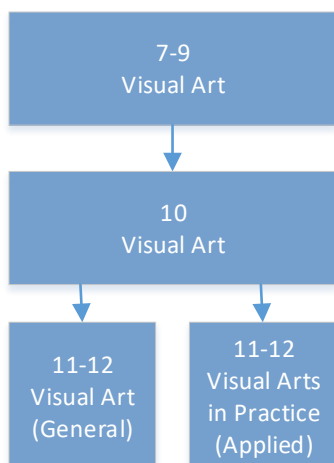 7-9
Visual Art
10
Visual Art
11-12
Visual Art
(General)
11-12
Visual Arts
in Practice
(Applied)